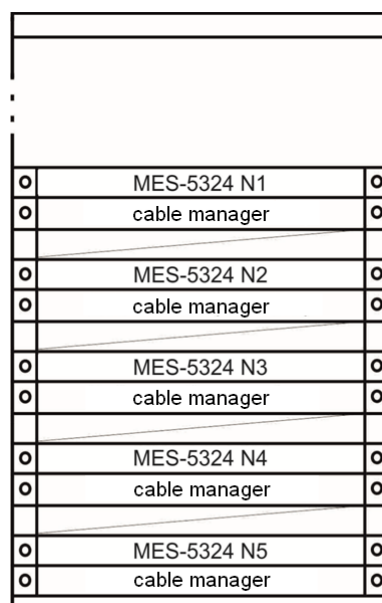 MES-5324 N1
cable manager
MES-5324 N2
cable manager
MES-5324 N3
cable manager
MES-5324 N4
cable manager
MES-5324 N5
cable manager